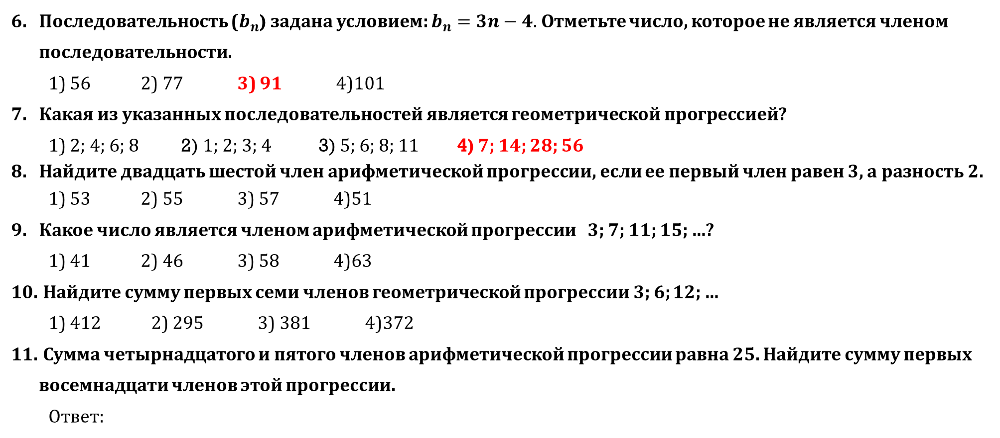 6. Последовательность (bₙ) задана условием: bₙ = 3n − 4. Отметьте число, которое не является членом
последовательности.
1) 56 2) 77 3) 91 4)101
7. Какая из указанных последовательностей является геометрической прогрессией?
1) 2; 4; 6; 8 2) 1; 2; 3; 4 3) 5; 6; 8; 11 4) 7; 14; 28; 56
8. Найдите двадцать шестой член арифметической прогрессии, если ее первый член равен 3, а разность 2.
1) 53 2) 55 3) 57 4)51
9. Какое число является членом арифметической прогрессии 3; 7; 11; 15; …?
1) 41 2) 46 3) 58 4)63
10. Найдите сумму первых семи членов геометрической прогрессии 3; 6; 12; …
1) 412 2) 295 3) 381 4)372
11. Сумма четырнадцатого и пятого членов арифметической прогрессии равна 25. Найдите сумму первых
восемнадцати членов этой прогрессии.
Ответ: